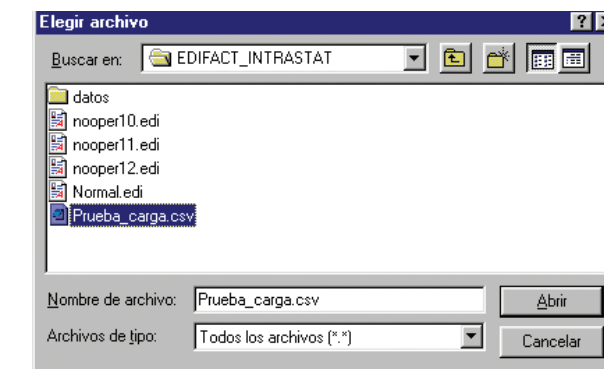 Elegir archivo
Buscar en: EDIFACT_INTRASTAT
datos
nooper10.edi
nooper11.edi
nooper12.edi
Normal.edi
Prueba_carga.csv
Nombre de archivo: Prueba_carga.csv Abrir
Archivos de tipo: Todos los archivos (*.*) Cancelar